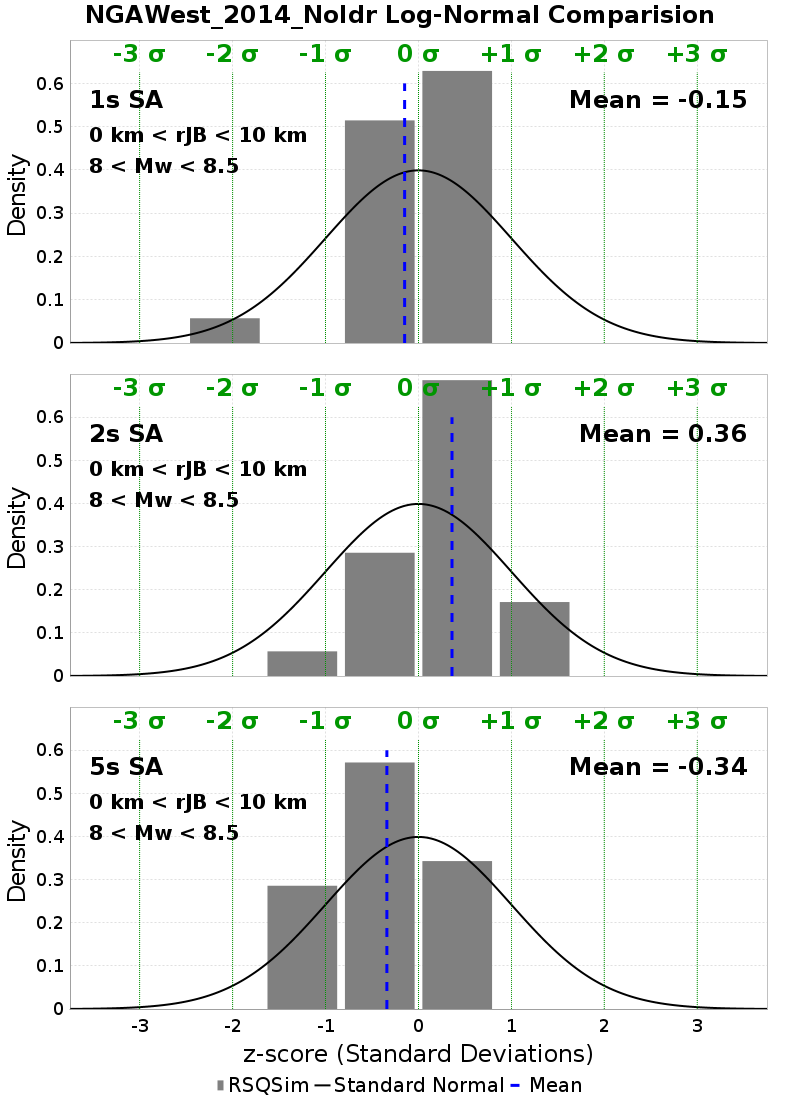 NGAWest_2014_NoIdr Log-Normal Comparision
-3 σ -2 σ -1 σ 0 σ +1 σ +2 σ +3 σ
1s SA Mean = -0.15
0 km < rJB < 10 km
8 < Mw < 8.5
0.6
0.5
0.4
0.3
0.2
0.1
0
Density
-3 σ -2 σ -1 σ 0 σ +1 σ +2 σ +3 σ
2s SA Mean = 0.36
0 km < rJB < 10 km
8 < Mw < 8.5
0.6
0.5
0.4
0.3
0.2
0.1
0
Density
-3 σ -2 σ -1 σ 0 σ +1 σ +2 σ +3 σ
5s SA Mean = -0.34
0 km < rJB < 10 km
8 < Mw < 8.5
0.6
0.5
0.4
0.3
0.2
0.1
0
Density
-3 -2 -1 0 1 2 3
z-score (Standard Deviations)
RSQSim Standard Normal Mean